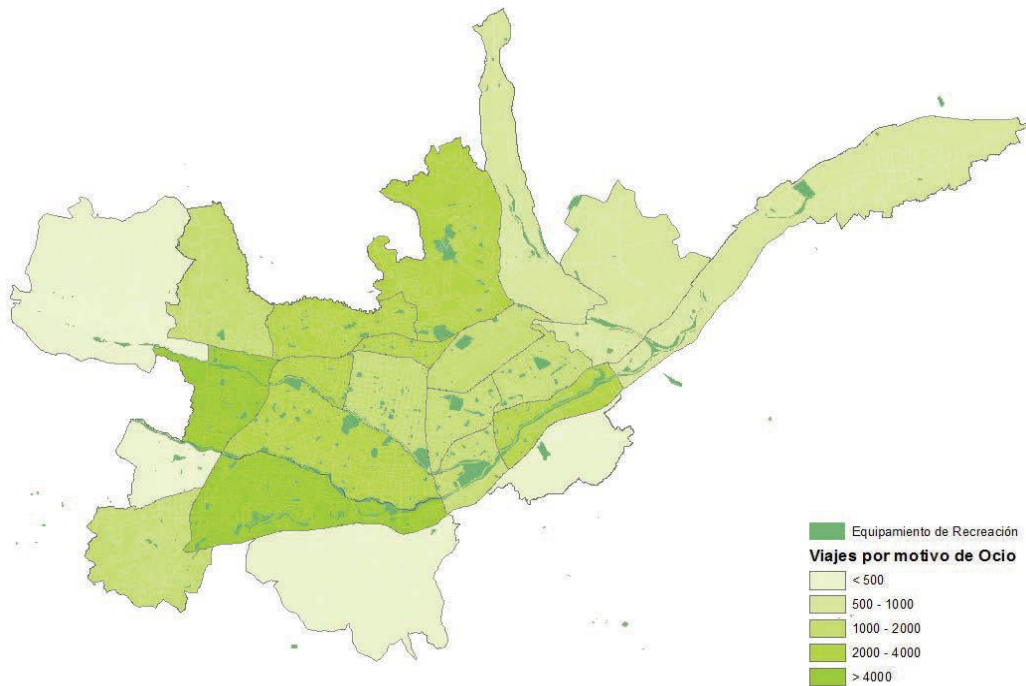 Equipamiento de Recreación
Viajes por motivo de Ocio
< 500
500 - 1000
1000 - 2000
2000 - 4000
> 4000